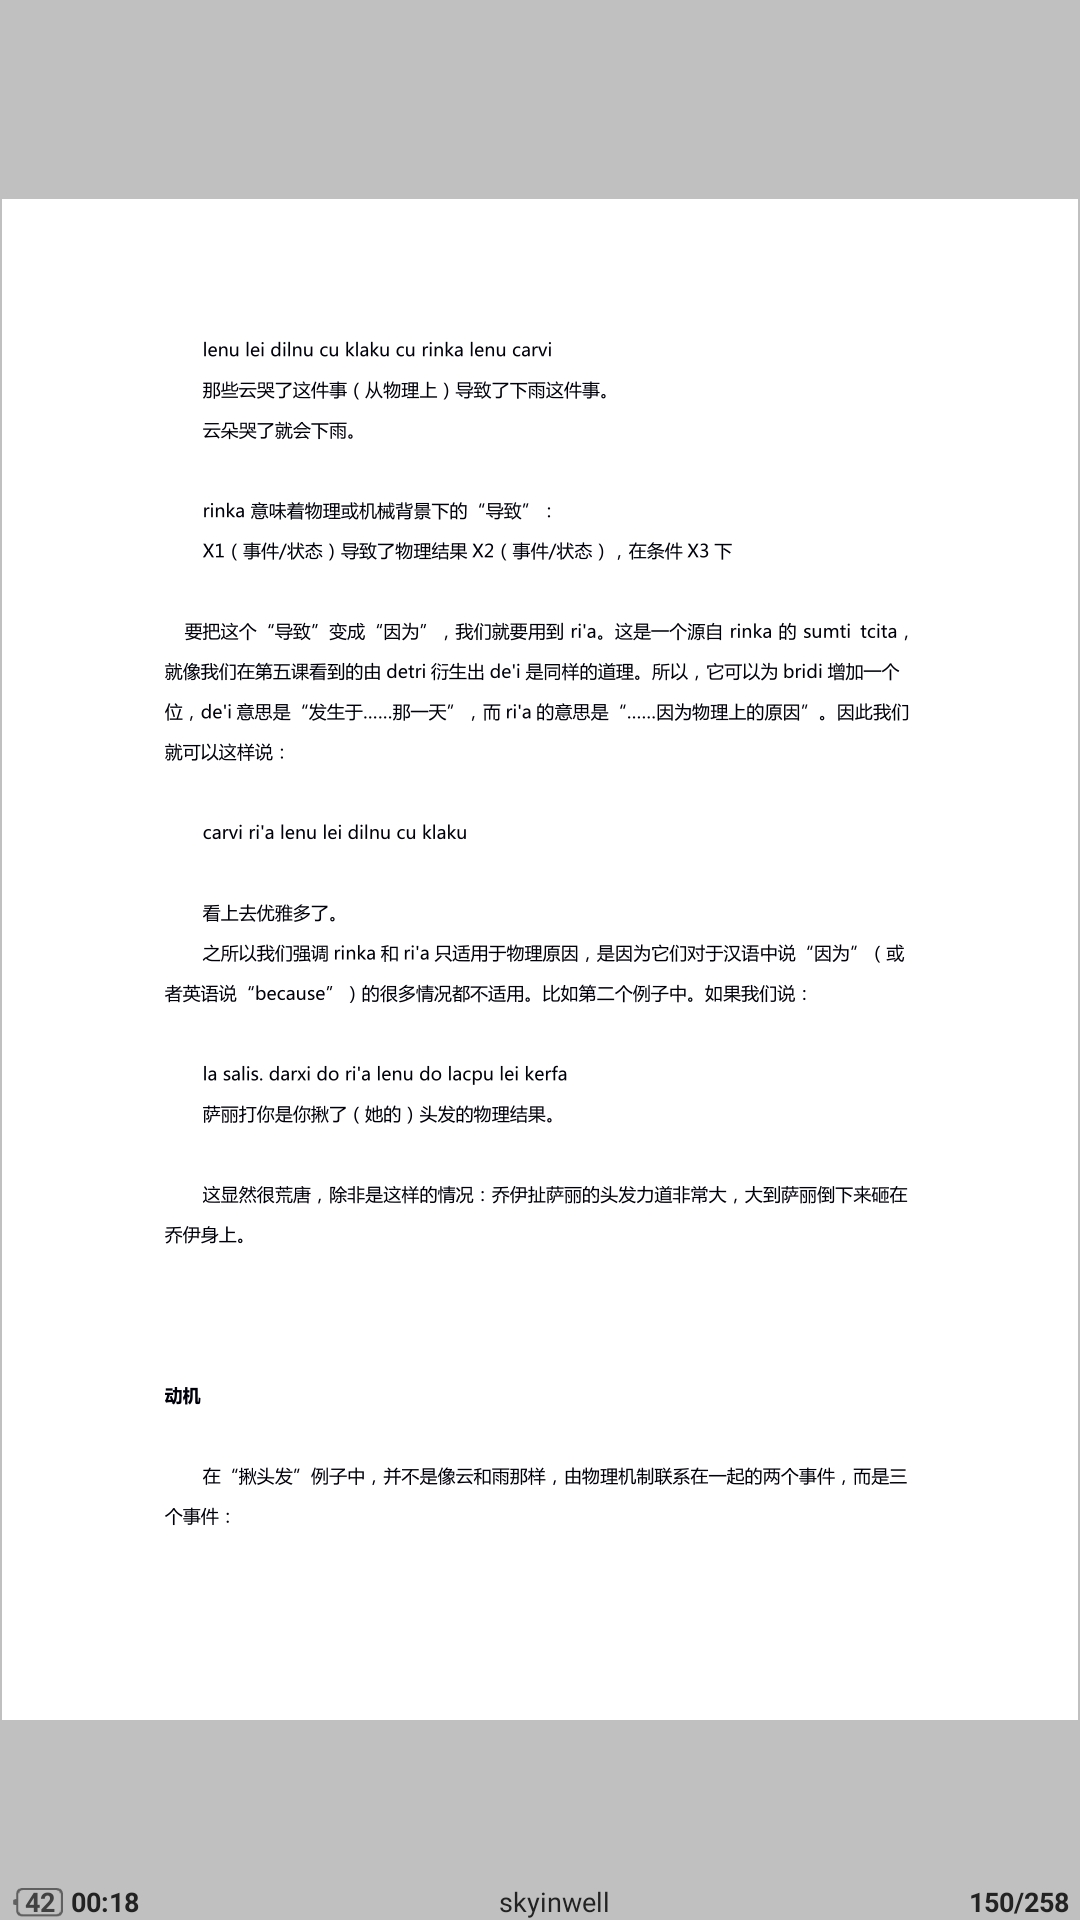 lenu lei dilnu cu klaku cu rinka lenu carvi
那些云哭了这件事（从物理上）导致了下雨这件事。
云朵哭了就会下雨。
rinka 意味着物理或机械背景下的“导致”：
X1（事件/状态）导致了物理结果 X2（事件/状态），在条件 X3 下
要把这个“导致”变成“因为”，我们就要用到 ri'a。这是一个源自 rinka 的 sumti tcita，
就像我们在第五课看到的由 detri 衍生出 de'i 是同样的道理。所以，它可以为 bridi 增加一个
位，de'i 意思是“发生于……那一天”，而 ri'a 的意思是“……因为物理上的原因”。因此我们
就可以这样说：
carvi ri'a lenu lei dilnu cu klaku
看上去优雅多了。
之所以我们强调 rinka 和 ri'a 只适用于物理原因，是因为它们对于汉语中说“因为”（或
者英语说“because”）的很多情况都不适用。比如第二个例子中。如果我们说：
la salis. darxi do ri'a lenu do lacpu lei kerfa
萨丽打你是你揪了（她的）头发的物理结果。
这显然很荒唐，除非是这样的情况：乔伊扯萨丽的头发力道非常大，大到萨丽倒下来砸在
乔伊身上。
动机
在“揪头发”例子中，并不是像云和雨那样，由物理机制联系在一起的两个事件，而是三
个事件：
42 00:18 skyinwell 150/258